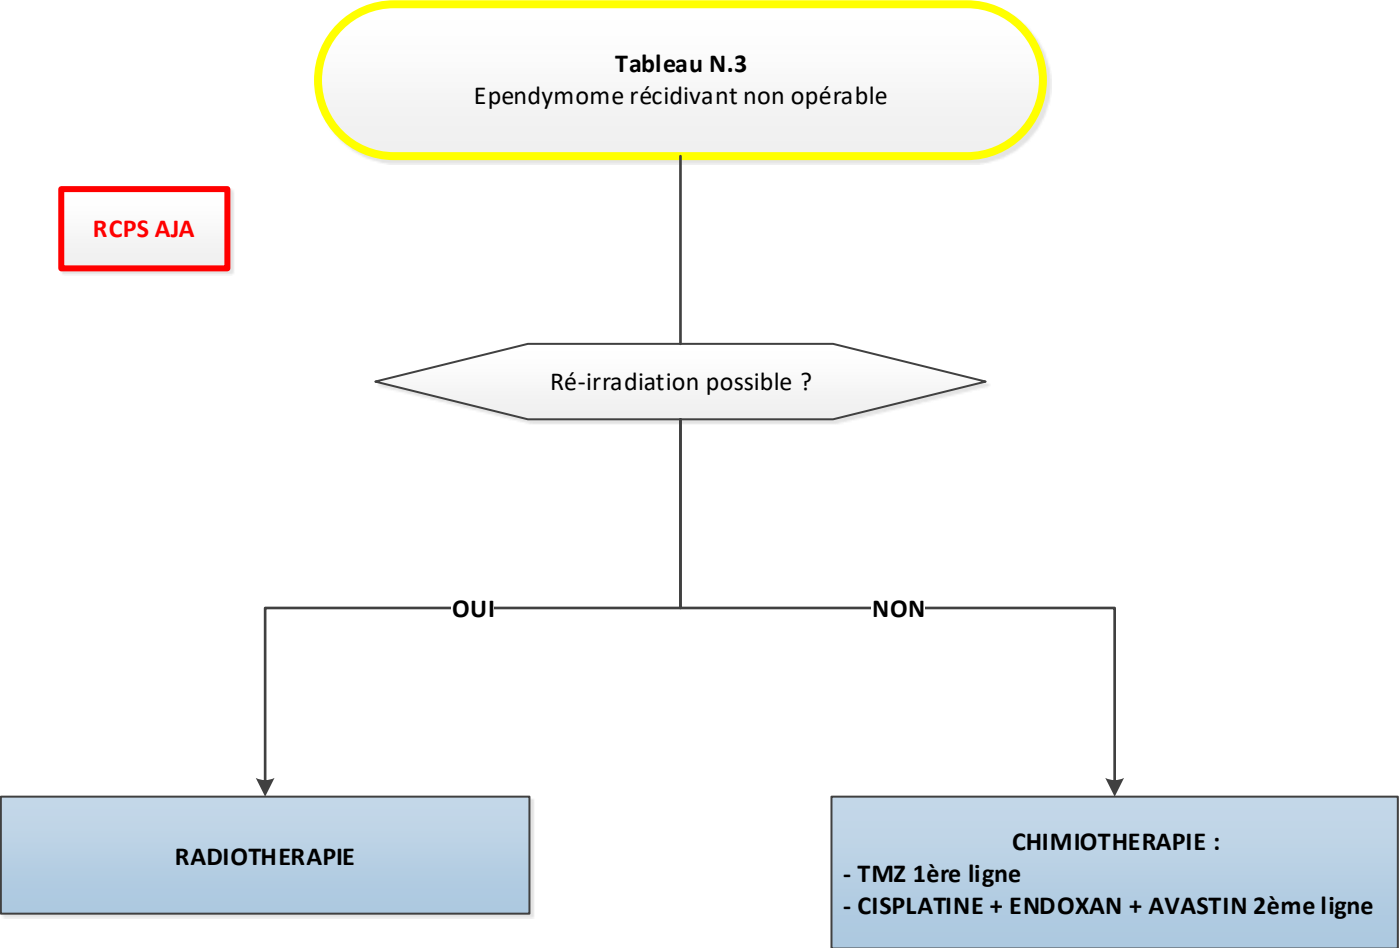 Tableau N.3
Ependymome récidivant non opérable
RCPS AJA
Ré-irradiation possible ?
OUI
NON
RADIOTHERAPIE
CHIMIOTHERAPIE :
- TMZ 1ère ligne
- CISPLATINE + ENDOXAN + AVASTIN 2ème ligne